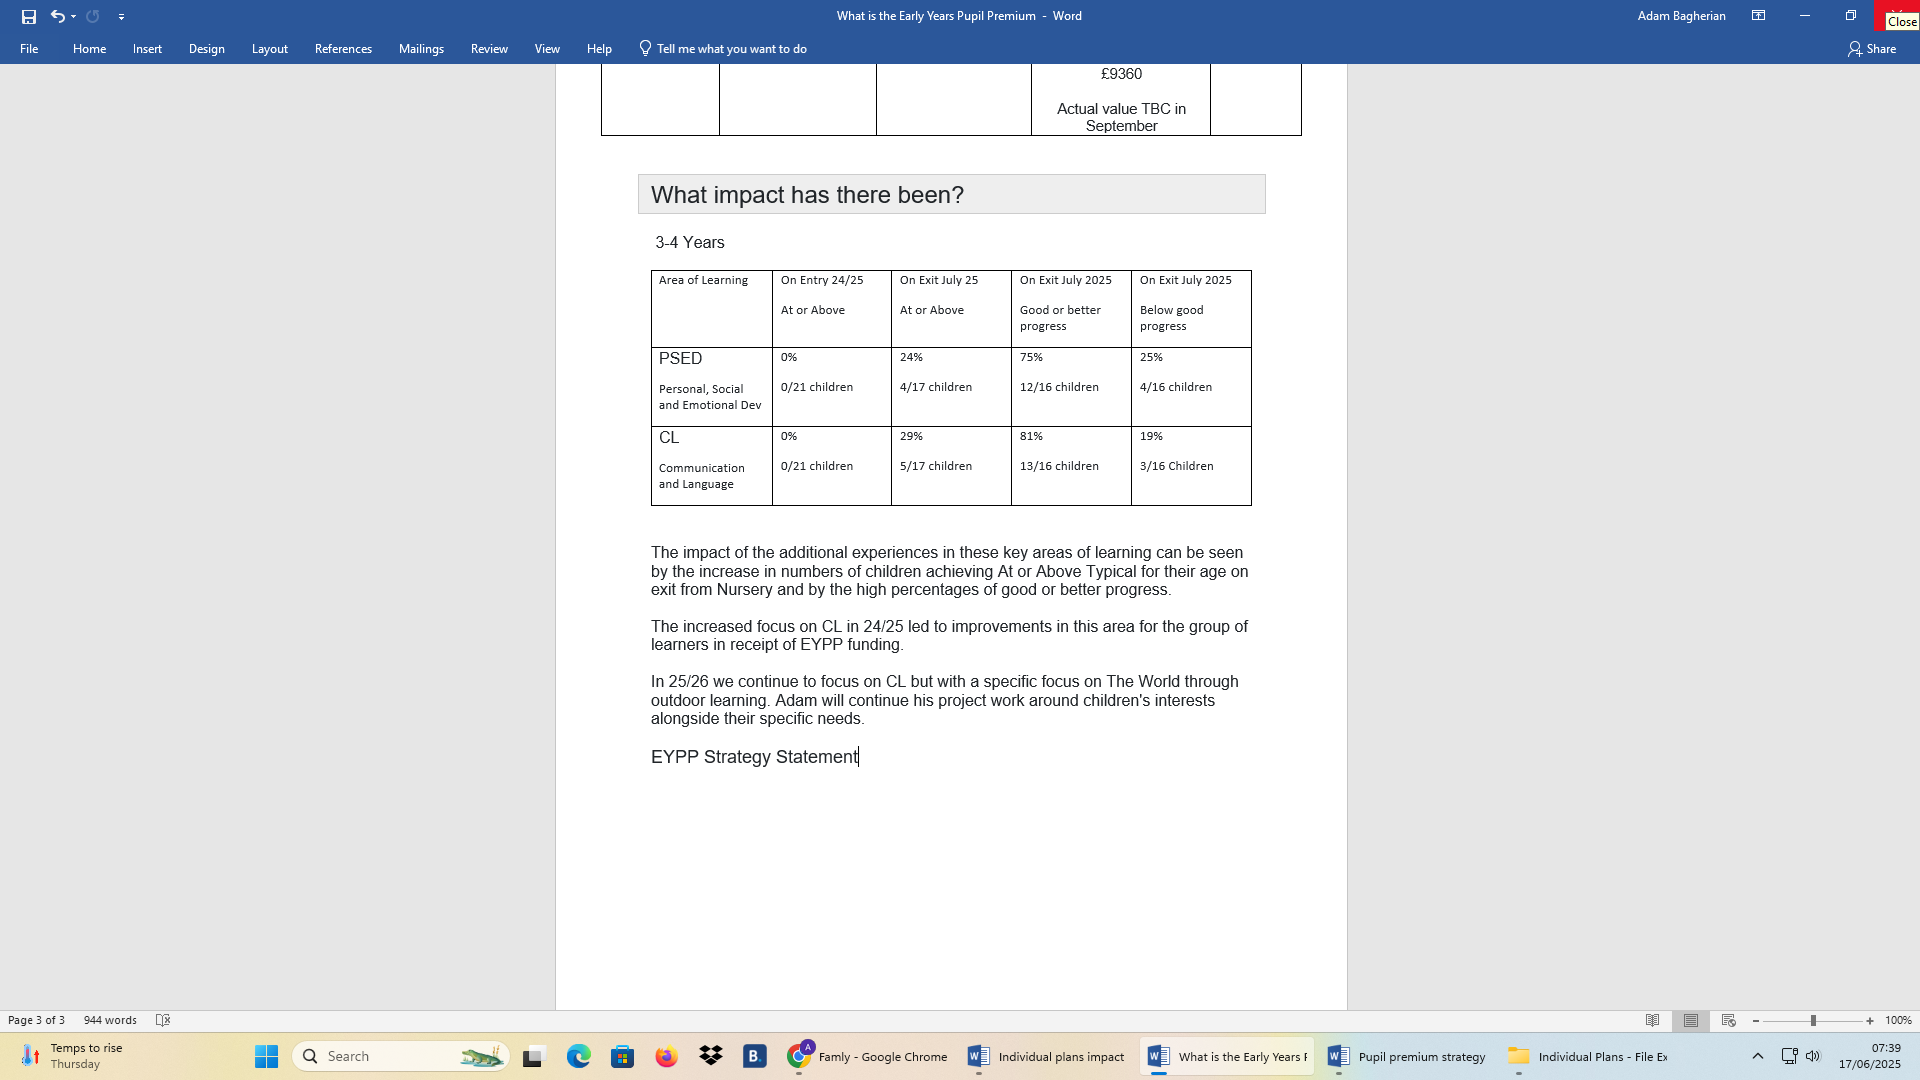 What is the Early Years Pupil Premium - Word
Adam Bagherian
Close
File Home Insert Design Layout References Mailings Review View Help Tell me what you want to do Share
£9360
Actual value TBC in
September
What impact has there been?
3-4 Years
Area of Learning
On Entry 24/25
At or Above
On Exit July 25
At or Above
On Exit July 2025
Good or better
progress
On Exit July 2025
Below good
progress
PSED
Personal, Social
and Emotional Dev
0%
0/21 children
24%
4/17 children
75%
12/16 children
25%
4/16 children
CL
Communication
and Language
0%
0/21 children
29%
5/17 children
81%
13/16 children
19%
3/16 Children
The impact of the additional experiences in these key areas of learning can be seen
by the increase in numbers of children achieving At or Above Typical for their age on
exit from Nursery and by the high percentages of good or better progress.
The increased focus on CL in 24/25 led to improvements in this area for the group of
learners in receipt of EYPP funding.
In 25/26 we continue to focus on CL but with a specific focus on The World through
outdoor learning. Adam will continue his project work around children's interests
alongside their specific needs.
EYPP Strategy Statement
Page 3 of 3 944 words 100%
Temps to rise
Thursday
Search
B.
A
Famly - Google Chrome
Individual plans impact
What is the Early Years F
Pupil premium strategy
Individual Plans - File Ex
07:39
17/06/2025